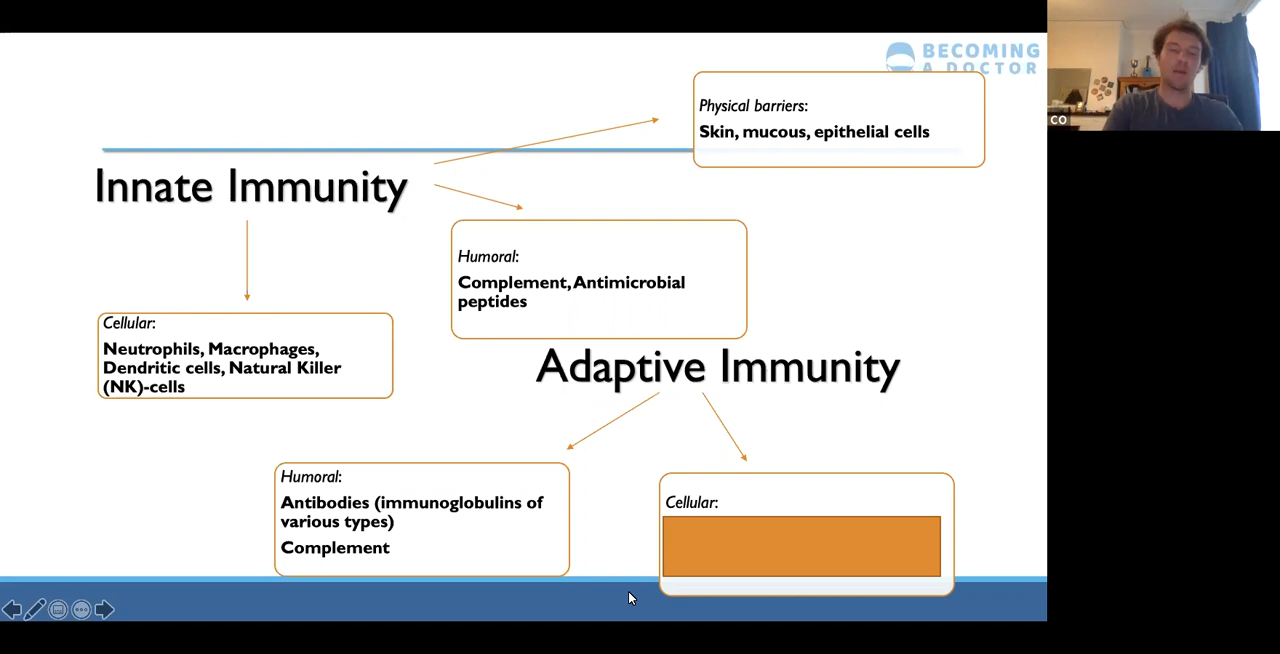 BECOMING
A DOCTOR
Physical barriers:
Skin, mucous, epithelial cells
CO
Innate Immunity
Humoral:
Complement, Antimicrobial
peptides
Cellular:
Neutrophils, Macrophages,
Dendritic cells, Natural Killer
(NK)-cells
Adaptive Immunity
Humoral:
Antibodies (immunoglobulins of
various types)
Complement
Cellular: